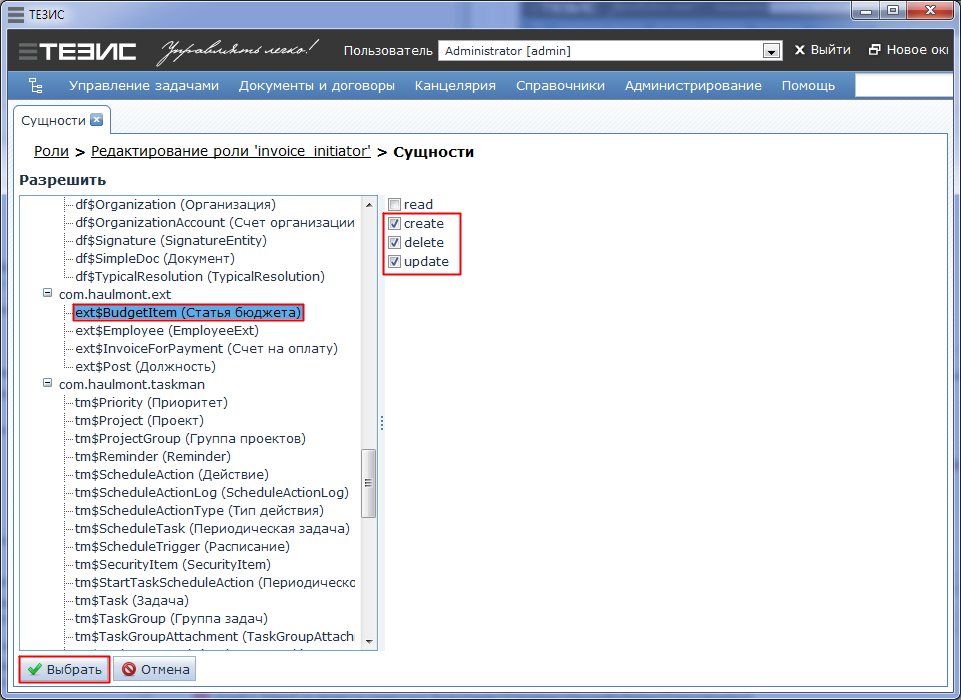 ТЕЗИС
ТЕЗИС Управлять легко! Пользователь Administrator [admin] Выйти Новое ок
Управление задачами Документы и договоры Канцелярия Справочники Администрирование Помощь
Сущности
Роли > Редактирование роли 'invoice_initiator' > Сущности
Разрешить
df$Organization (Организация)
df$OrganizationAccount (Счет организации
df$Signature (SignatureEntity)
df$SimpleDoc (Документ)
df$TypicalResolution (TypicalResolution)
com.haulmont.ext
ext$BudgetItem (Статья бюджета)
ext$Employee (EmployeeExt)
ext$InvoiceForPayment (Счет на оплату)
ext$Post (Должность)
com.haulmont.taskman
tm$Priority (Приоритет)
tm$Project (Проект)
tm$ProjectGroup (Группа проектов)
tm$Reminder (Reminder)
tm$ScheduleAction (Действие)
tm$ScheduleActionLog (ScheduleActionLog)
tm$ScheduleActionType (Тип действия)
tm$ScheduleTask (Периодическая задача)
tm$ScheduleTrigger (Расписание)
tm$SecurityItem (SecurityItem)
tm$StartTaskScheduleAction (Периодическо
tm$Task (Задача)
tm$TaskGroup (Группа задач)
tm$TaskGroupAttachment (TaskGroupAttach
read
create
delete
update
Выбрать Отмена